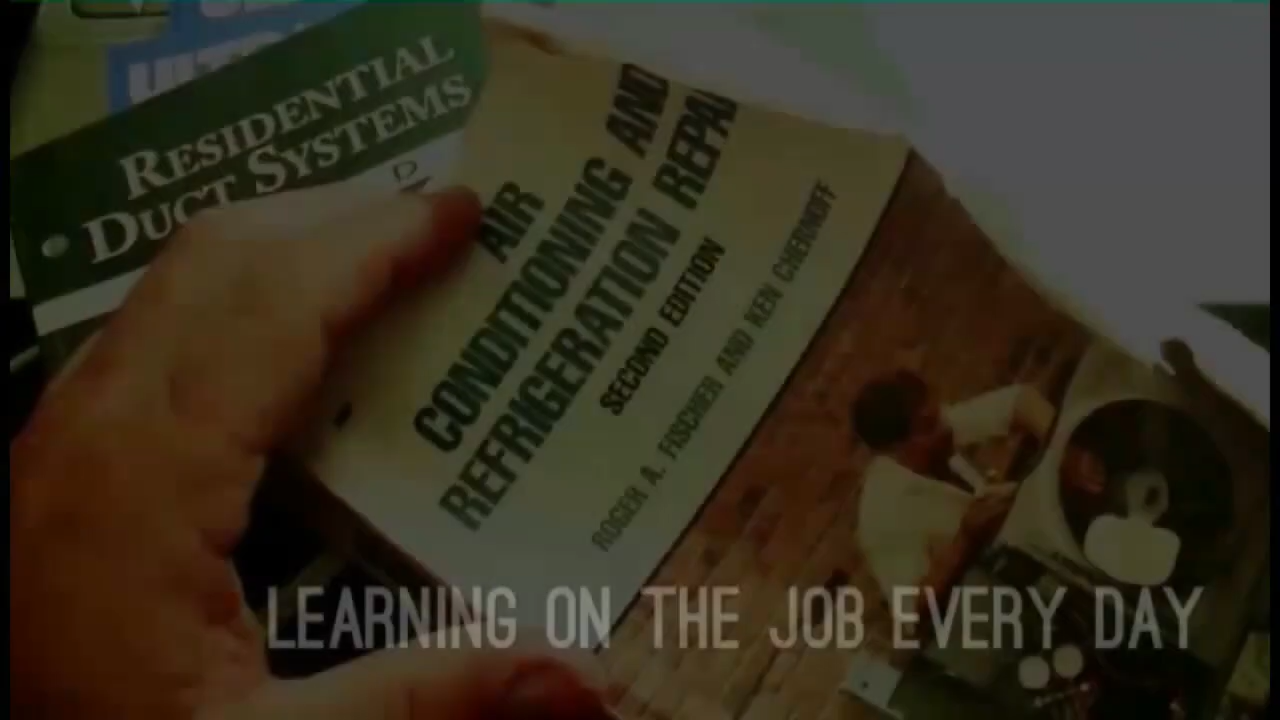 RESIDENTIAL
DUCT SYSTEMS
AIR
CONDITIONING AND
REFRIGERATION REPAI
SECOND EDITION
ROGER A. FISCHER AND KEN CHERNOFF
LEARNING ON THE JOB EVERY DAY